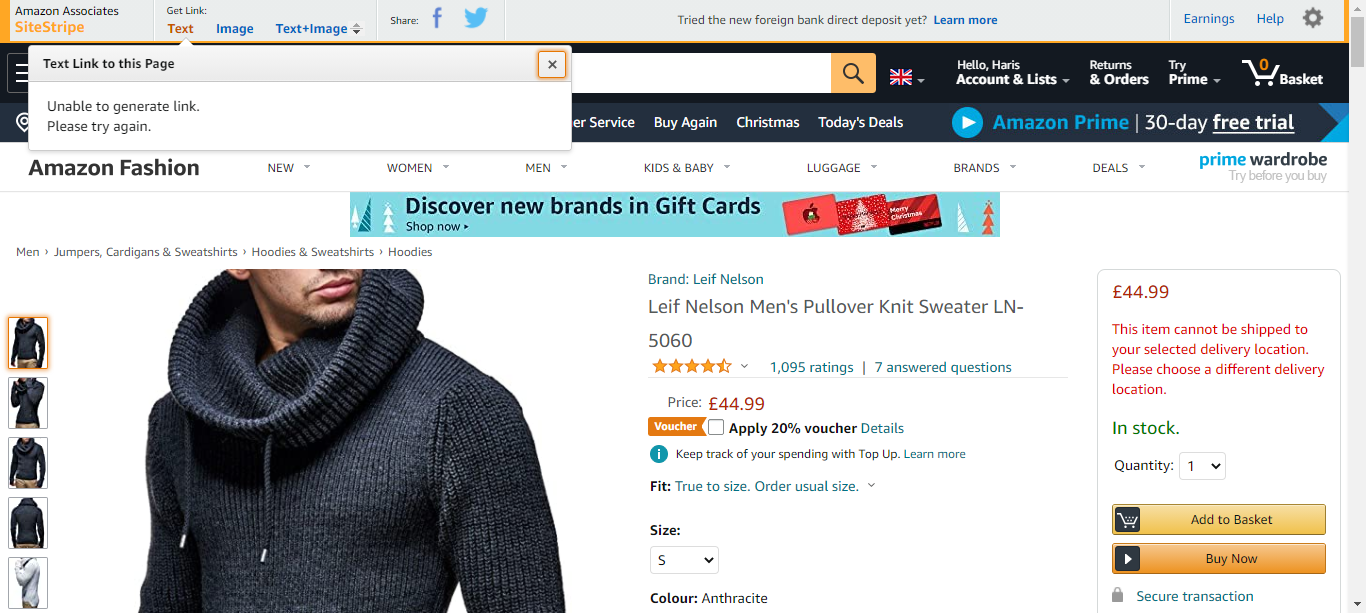 Amazon Associates
SiteStripe
Get Link:
Text Image Text+Image
Share:
Tried the new foreign bank direct deposit yet? Learn more
Earnings Help
Text Link to this Page
Unable to generate link.
Please try again.
Hello, Haris
Account & Lists
Returns
& Orders
Try
Prime
0
Basket
er Service Buy Again Christmas Today's Deals
Amazon Prime | 30-day free trial
Amazon Fashion
NEW WOMEN MEN KIDS & BABY LUGGAGE BRANDS DEALS
prime wardrobe
Try before you buy
Discover new brands in Gift Cards
Shop now ▸
Merry
Christmas
Men › Jumpers, Cardigans & Sweatshirts › Hoodies & Sweatshirts › Hoodies
Brand: Leif Nelson
Leif Nelson Men's Pullover Knit Sweater LN-
5060
1,095 ratings | 7 answered questions
Price: £44.99
Voucher Apply 20% voucher Details
Keep track of your spending with Top Up. Learn more
Fit: True to size. Order usual size.
Size:
S
Colour: Anthracite
£44.99
This item cannot be shipped to
your selected delivery location.
Please choose a different delivery
location.
In stock.
Quantity: 1
Add to Basket
Buy Now
Secure transaction